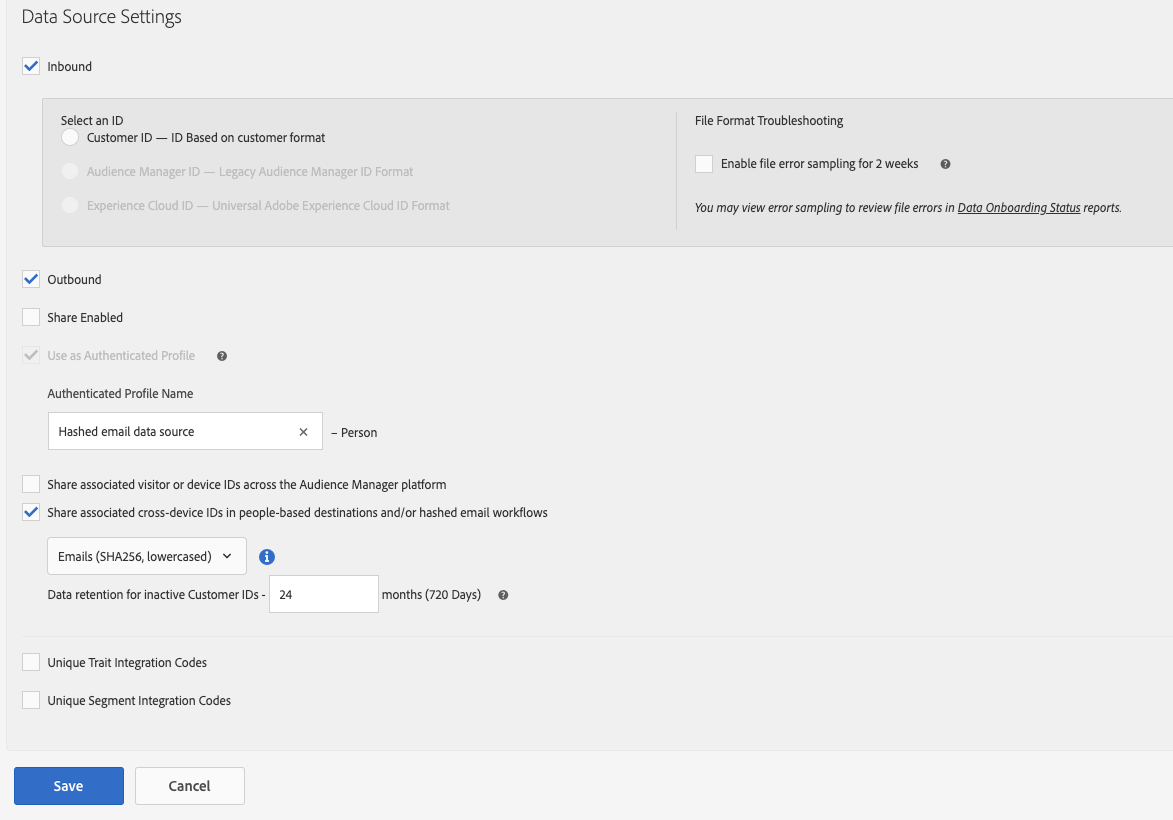 Data Source Settings
Inbound
Select an ID
Customer ID — ID Based on customer format
Audience Manager ID — Legacy Audience Manager ID Format
Experience Cloud ID — Universal Adobe Experience Cloud ID Format
File Format Troubleshooting
Enable file error sampling for 2 weeks
You may view error sampling to review file errors in Data Onboarding Status reports.
Outbound
Share Enabled
Use as Authenticated Profile
Authenticated Profile Name
Hashed email data source
– Person
Share associated visitor or device IDs across the Audience Manager platform
Share associated cross-device IDs in people-based destinations and/or hashed email workflows
Emails (SHA256, lowercased)
Data retention for inactive Customer IDs - 24 months (720 Days)
Unique Trait Integration Codes
Unique Segment Integration Codes
Save Cancel